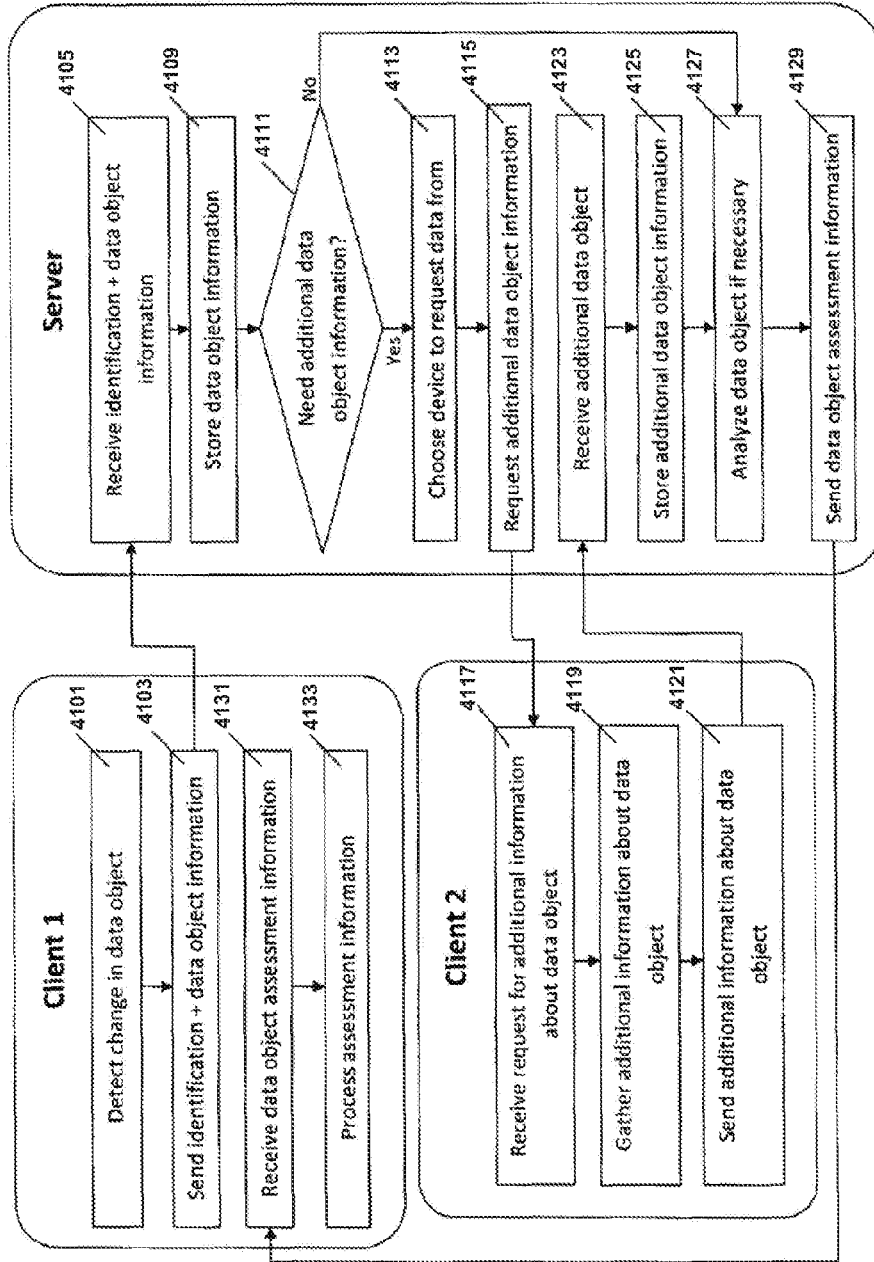 Client 1
4101
Detect change in data object
4103
Send identification + data object information
4131
Receive data object assessment information
4133
Process assessment information
Client 2
4117
Receive request for additional information
about data object
4119
Gather additional information about data
object
4121
Send additional information about data
object
Server
4105
Receive identification + data object
information
4109
Store data object information
4111
Need additional data
object information?
No
Yes
4113
Choose device to request data from
4115
Request additional data object information
4123
Receive additional data object
4125
Store additional data object information
4127
Analyze data object if necessary
4129
Send data object assessment information